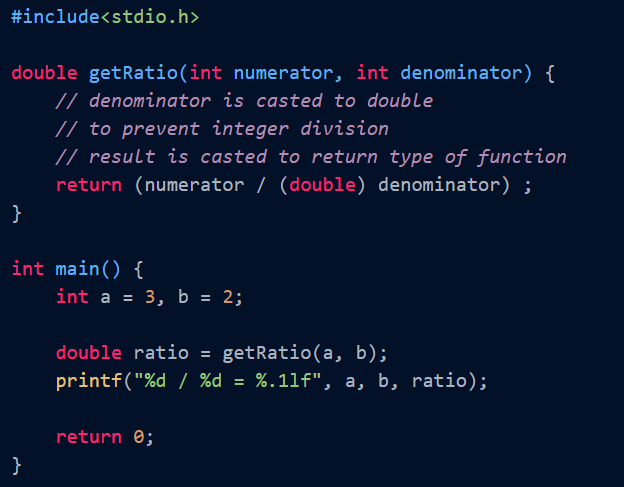 #include<stdio.h>
double getRatio(int numerator, int denominator) {
    // denominator is casted to double
    // to prevent integer division
    // result is casted to return type of function
    return (numerator / (double) denominator) ;
}
int main() {
    int a = 3, b = 2;
    double ratio = getRatio(a, b);
    printf("%d / %d = %.1lf", a, b, ratio);
    return 0;
}